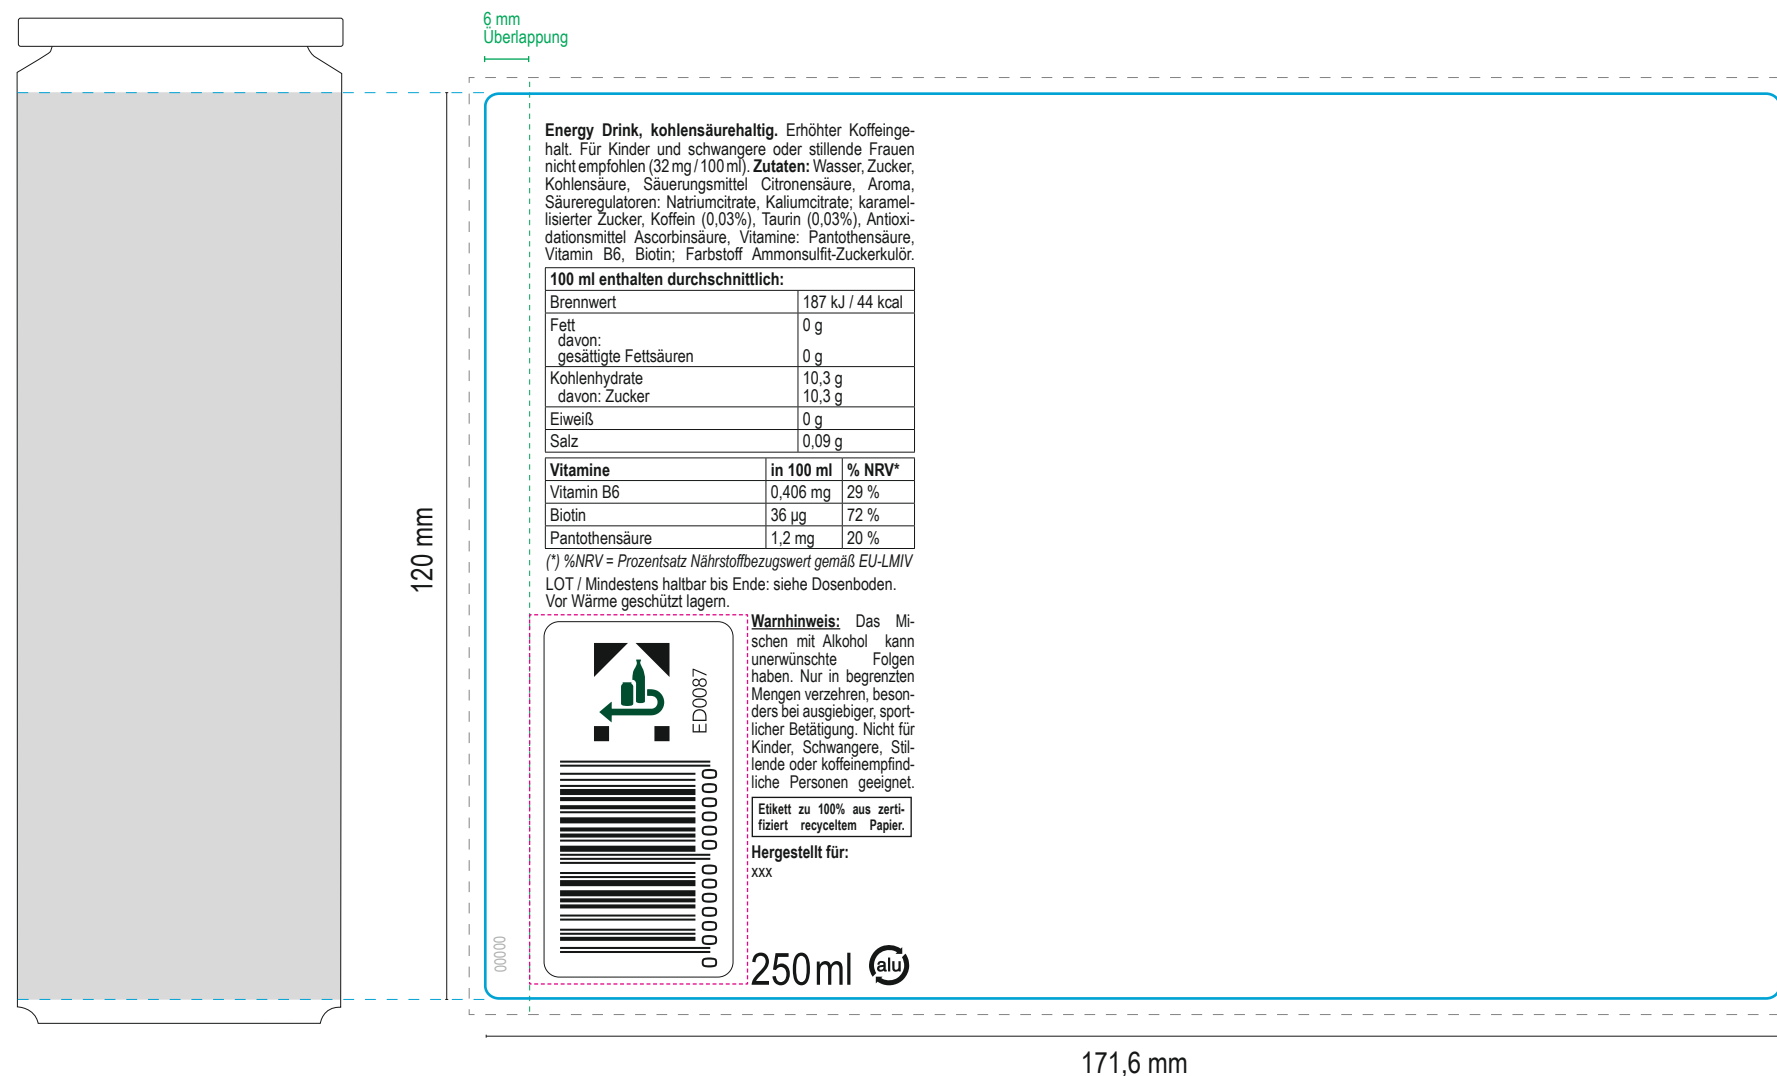 6 mm
Überlappung
Energy Drink, kohlensäurehaltig. Erhöhter Koffeinge-
halt. Für Kinder und schwangere oder stillende Frauen
nicht empfohlen (32 mg / 100 ml). Zutaten: Wasser, Zucker,
Kohlensäure, Säuerungsmittel Citronensäure, Aroma,
Säureregulatoren: Natriumcitrate, Kaliumcitrate; karamel-
lisierter Zucker, Koffein (0,03%), Taurin (0,03%), Antioxi-
dationsmittel Ascorbinsäure, Vitamine: Pantothensäure,
Vitamin B6, Biotin; Farbstoff Ammonsulfit-Zuckerkulör.
100 ml enthalten durchschnittlich:
Brennwert 187 kJ / 44 kcal
Fett 0 g
davon:
gesättigte Fettsäuren 0 g
Kohlenhydrate 10,3 g
davon: Zucker 10,3 g
Eiweiß 0 g
Salz 0,09 g
Vitamine in 100 ml % NRV*
Vitamin B6 0,406 mg 29 %
Biotin 36 µg 72 %
Pantothensäure 1,2 mg 20 %
(*) %NRV = Prozentsatz Nährstoffbezugswert gemäß EU-LMIV
LOT / Mindestens haltbar bis Ende: siehe Dosenboden.
Vor Wärme geschützt lagern.
Warnhinweis: Das Mi-
schen mit Alkohol kann
unerwünschte Folgen
haben. Nur in begrenzten
Mengen verzehren, beson-
ders bei ausgiebiger, sport-
licher Betätigung. Nicht für
Kinder, Schwangere, Stil-
lende oder koffeinempfind-
liche Personen geeignet.
Etikett zu 100% aus zerti-
fiziert recyceltem Papier.
Hergestellt für:
xxx
250 ml
alu
ED0087
0 000000 000000
00000
120 mm
171,6 mm